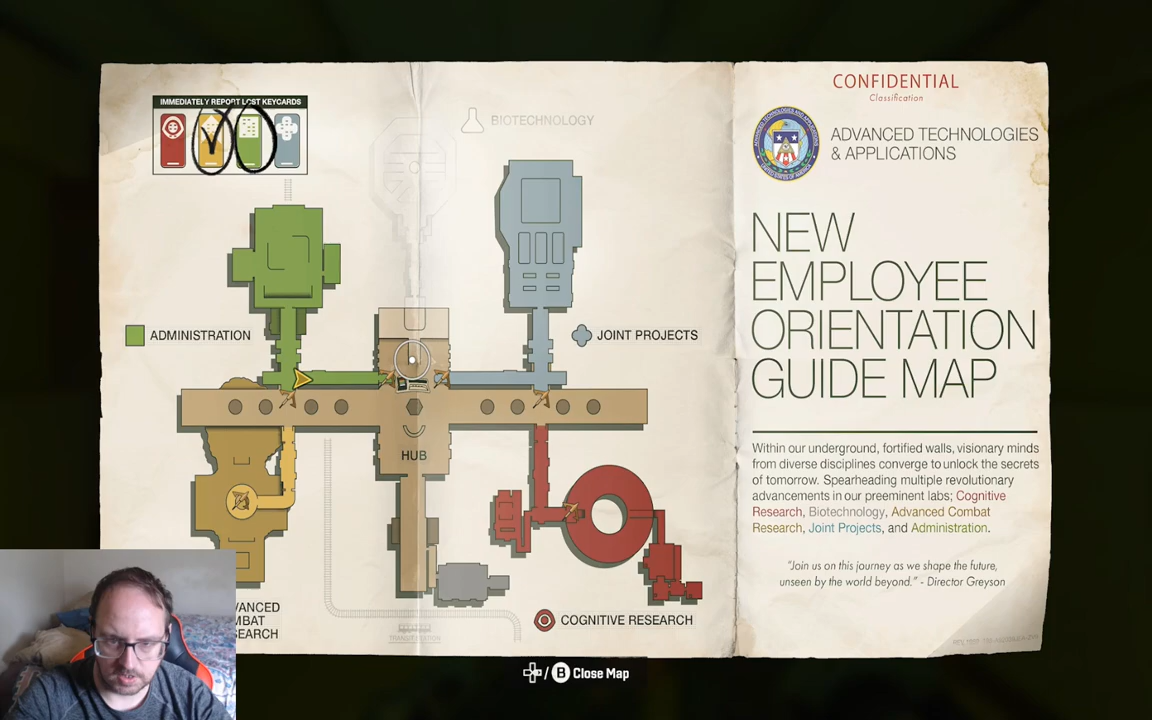 IMMEDIATELY REPORT LOST KEYCARDS
BIOTECHNOLOGY
ADMINISTRATION
JOINT PROJECTS
HUB
VANCED
MBAT
SEARCH
COGNITIVE RESEARCH
CONFIDENTIAL
Classification
ADVANCED TECHNOLOGIES
& APPLICATIONS
NEW
EMPLOYEE
ORIENTATION
GUIDE MAP
Within our underground, fortified walls, visionary minds
from diverse disciplines converge to unlock the secrets
of tomorrow. Spearheading multiple revolutionary
advancements in our preeminent labs; Cognitive
Research, Biotechnology, Advanced Combat
Research, Joint Projects, and Administration.
"Join us on this journey as we shape the future,
unseen by the world beyond." - Director Greyson
/ B Close Map